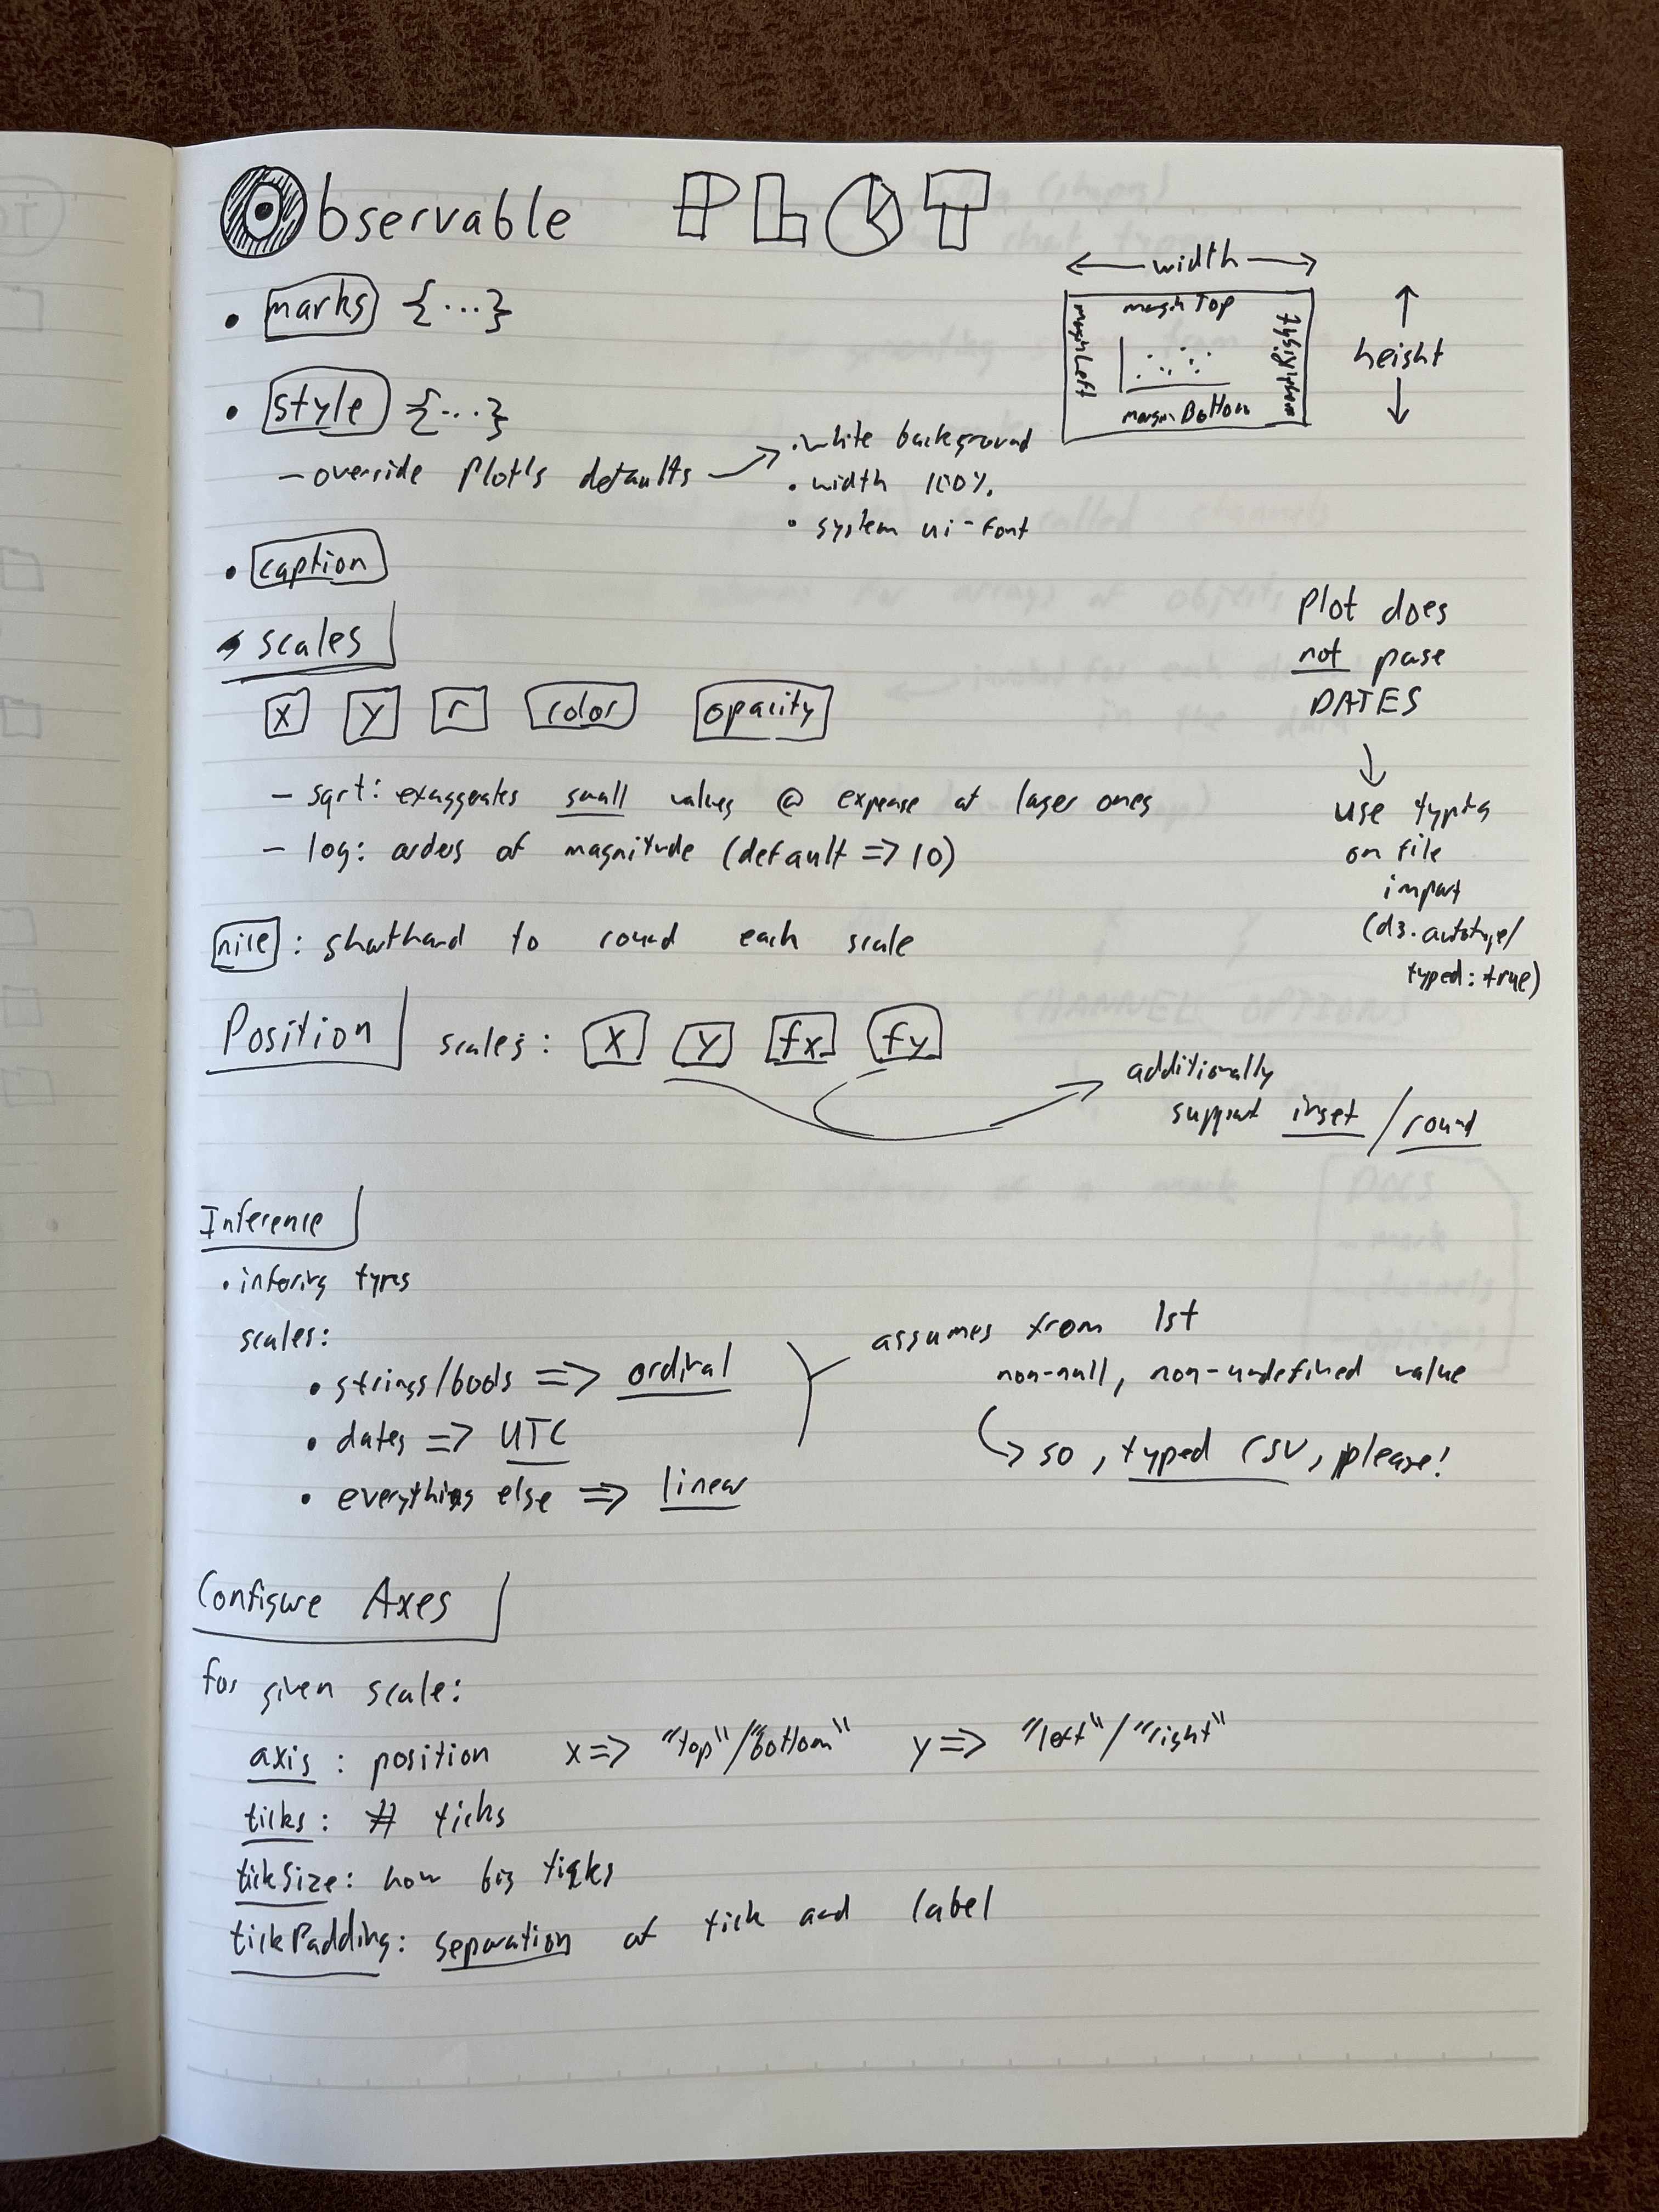 Observable PLOT
• marks {...}
• style {...}
– override Plot's defaults →
• white background
• width 100%
• system ui-font
← width →
marginTop
marginLeft
marginRight
marginBottom
↑
height
↓
• caption
• scales
x y r color opacity
– sqrt: exaggerates small values @ expense of larger ones
– log: orders of magnitude (default => 10)
nice : shorthand to round each scale
Plot does
not parse
DATES
↓
use typing
on file
import
(d3.autotype/
typed: true)
Position scales: x y fx fy
additionally
support inset / round
Inference
• infering types
scales:
• strings/bools => ordinal
• dates => UTC
• everything else => linear
assumes from 1st
non-null, non-undefined value
↪ so, typed CSV, please!
Configure Axes
for given scale:
axis : position x => "top"/"bottom" y => "left"/"right"
ticks : # ticks
tickSize: how big ticks
tickPadding: separation of tick and label